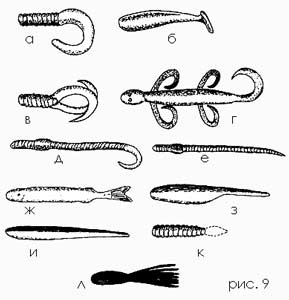 а б
в г
д е
ж з
и к
л рис. 9